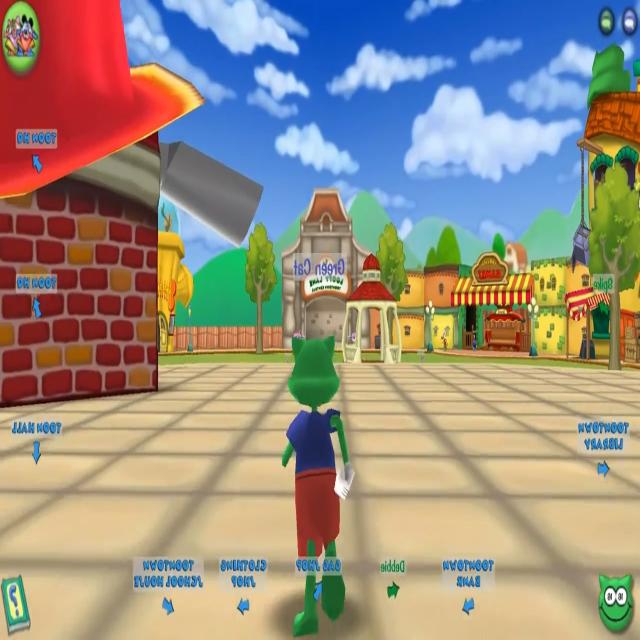 TOON HQ
Green Cat
LOOPY LANE
TOON HQ
TOON HALL
TOONTOWN
LIBRARY
TOONTOWN
SCHOOL HOUSE
CLOTHING
SHOP
GAG SHOP
Debbie
TOONTOWN
BANK
?